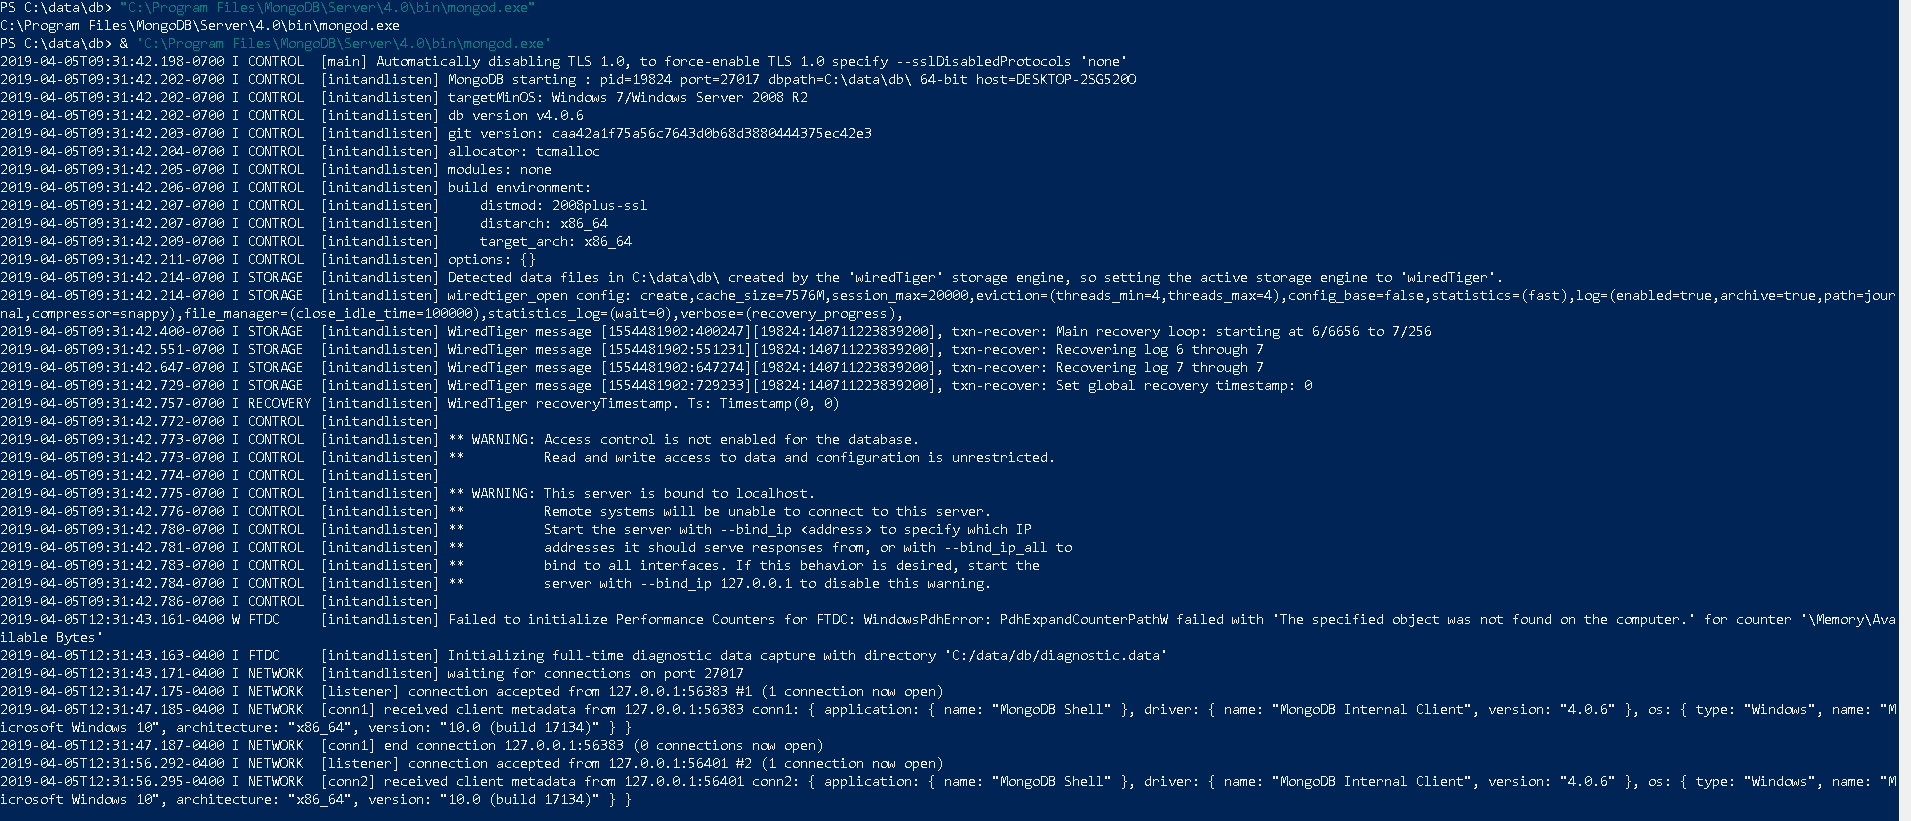 PS C:\data\db> "C:\Program Files\MongoDB\Server\4.0\bin\mongod.exe"
C:\Program Files\MongoDB\Server\4.0\bin\mongod.exe
PS C:\data\db> & 'C:\Program Files\MongoDB\Server\4.0\bin\mongod.exe'
2019-04-05T09:31:42.198-0700 I CONTROL  [main] Automatically disabling TLS 1.0, to force-enable TLS 1.0 specify --sslDisabledProtocols 'none'
2019-04-05T09:31:42.202-0700 I CONTROL  [initandlisten] MongoDB starting : pid=19824 port=27017 dbpath=C:\data\db\ 64-bit host=DESKTOP-2SG520O
2019-04-05T09:31:42.202-0700 I CONTROL  [initandlisten] targetMinOS: Windows 7/Windows Server 2008 R2
2019-04-05T09:31:42.202-0700 I CONTROL  [initandlisten] db version v4.0.6
2019-04-05T09:31:42.203-0700 I CONTROL  [initandlisten] git version: caa42a1f75a56c7643d0b68d3880444375ec42e3
2019-04-05T09:31:42.204-0700 I CONTROL  [initandlisten] allocator: tcmalloc
2019-04-05T09:31:42.205-0700 I CONTROL  [initandlisten] modules: none
2019-04-05T09:31:42.206-0700 I CONTROL  [initandlisten] build environment:
2019-04-05T09:31:42.207-0700 I CONTROL  [initandlisten]     distmod: 2008plus-ssl
2019-04-05T09:31:42.207-0700 I CONTROL  [initandlisten]     distarch: x86_64
2019-04-05T09:31:42.209-0700 I CONTROL  [initandlisten]     target_arch: x86_64
2019-04-05T09:31:42.211-0700 I CONTROL  [initandlisten] options: {}
2019-04-05T09:31:42.214-0700 I STORAGE  [initandlisten] Detected data files in C:\data\db\ created by the 'wiredTiger' storage engine, so setting the active storage engine to 'wiredTiger'.
2019-04-05T09:31:42.214-0700 I STORAGE  [initandlisten] wiredtiger_open config: create,cache_size=7576M,session_max=20000,eviction=(threads_min=4,threads_max=4),config_base=false,statistics=(fast),log=(enabled=true,archive=true,path=jour
nal,compressor=snappy),file_manager=(close_idle_time=100000),statistics_log=(wait=0),verbose=(recovery_progress),
2019-04-05T09:31:42.400-0700 I STORAGE  [initandlisten] WiredTiger message [1554481902:400247][19824:140711223839200], txn-recover: Main recovery loop: starting at 6/6656 to 7/256
2019-04-05T09:31:42.551-0700 I STORAGE  [initandlisten] WiredTiger message [1554481902:551231][19824:140711223839200], txn-recover: Recovering log 6 through 7
2019-04-05T09:31:42.647-0700 I STORAGE  [initandlisten] WiredTiger message [1554481902:647274][19824:140711223839200], txn-recover: Recovering log 7 through 7
2019-04-05T09:31:42.729-0700 I STORAGE  [initandlisten] WiredTiger message [1554481902:729233][19824:140711223839200], txn-recover: Set global recovery timestamp: 0
2019-04-05T09:31:42.757-0700 I RECOVERY [initandlisten] WiredTiger recoveryTimestamp. Ts: Timestamp(0, 0)
2019-04-05T09:31:42.772-0700 I CONTROL  [initandlisten]
2019-04-05T09:31:42.773-0700 I CONTROL  [initandlisten] ** WARNING: Access control is not enabled for the database.
2019-04-05T09:31:42.773-0700 I CONTROL  [initandlisten] **          Read and write access to data and configuration is unrestricted.
2019-04-05T09:31:42.774-0700 I CONTROL  [initandlisten]
2019-04-05T09:31:42.775-0700 I CONTROL  [initandlisten] ** WARNING: This server is bound to localhost.
2019-04-05T09:31:42.776-0700 I CONTROL  [initandlisten] **          Remote systems will be unable to connect to this server.
2019-04-05T09:31:42.780-0700 I CONTROL  [initandlisten] **          Start the server with --bind_ip <address> to specify which IP
2019-04-05T09:31:42.781-0700 I CONTROL  [initandlisten] **          addresses it should serve responses from, or with --bind_ip_all to
2019-04-05T09:31:42.783-0700 I CONTROL  [initandlisten] **          bind to all interfaces. If this behavior is desired, start the
2019-04-05T09:31:42.784-0700 I CONTROL  [initandlisten] **          server with --bind_ip 127.0.0.1 to disable this warning.
2019-04-05T09:31:42.786-0700 I CONTROL  [initandlisten]
2019-04-05T12:31:43.161-0400 W FTDC     [initandlisten] Failed to initialize Performance Counters for FTDC: WindowsPdhError: PdhExpandCounterPathW failed with 'The specified object was not found on the computer.' for counter '\Memory\Ava
ilable Bytes'
2019-04-05T12:31:43.163-0400 I FTDC     [initandlisten] Initializing full-time diagnostic data capture with directory 'C:/data/db/diagnostic.data'
2019-04-05T12:31:43.171-0400 I NETWORK  [initandlisten] waiting for connections on port 27017
2019-04-05T12:31:47.175-0400 I NETWORK  [listener] connection accepted from 127.0.0.1:56383 #1 (1 connection now open)
2019-04-05T12:31:47.185-0400 I NETWORK  [conn1] received client metadata from 127.0.0.1:56383 conn1: { application: { name: "MongoDB Shell" }, driver: { name: "MongoDB Internal Client", version: "4.0.6" }, os: { type: "Windows", name: "M
icrosoft Windows 10", architecture: "x86_64", version: "10.0 (build 17134)" } }
2019-04-05T12:31:47.187-0400 I NETWORK  [conn1] end connection 127.0.0.1:56383 (0 connections now open)
2019-04-05T12:31:56.292-0400 I NETWORK  [listener] connection accepted from 127.0.0.1:56401 #2 (1 connection now open)
2019-04-05T12:31:56.295-0400 I NETWORK  [conn2] received client metadata from 127.0.0.1:56401 conn2: { application: { name: "MongoDB Shell" }, driver: { name: "MongoDB Internal Client", version: "4.0.6" }, os: { type: "Windows", name: "M
icrosoft Windows 10", architecture: "x86_64", version: "10.0 (build 17134)" } }